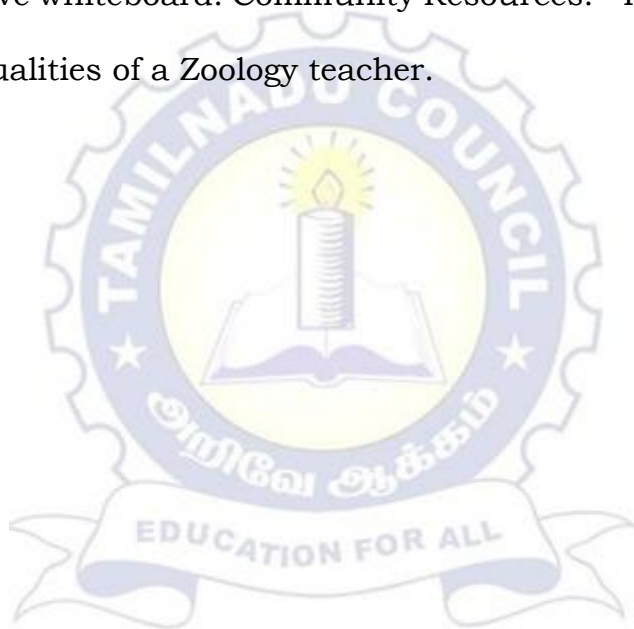 ve whiteboard. Community Resources:
ualities of a Zoology teacher.
TAMILNADU COUNCIL
அறிவே ஆக்கம்
EDUCATION FOR ALL